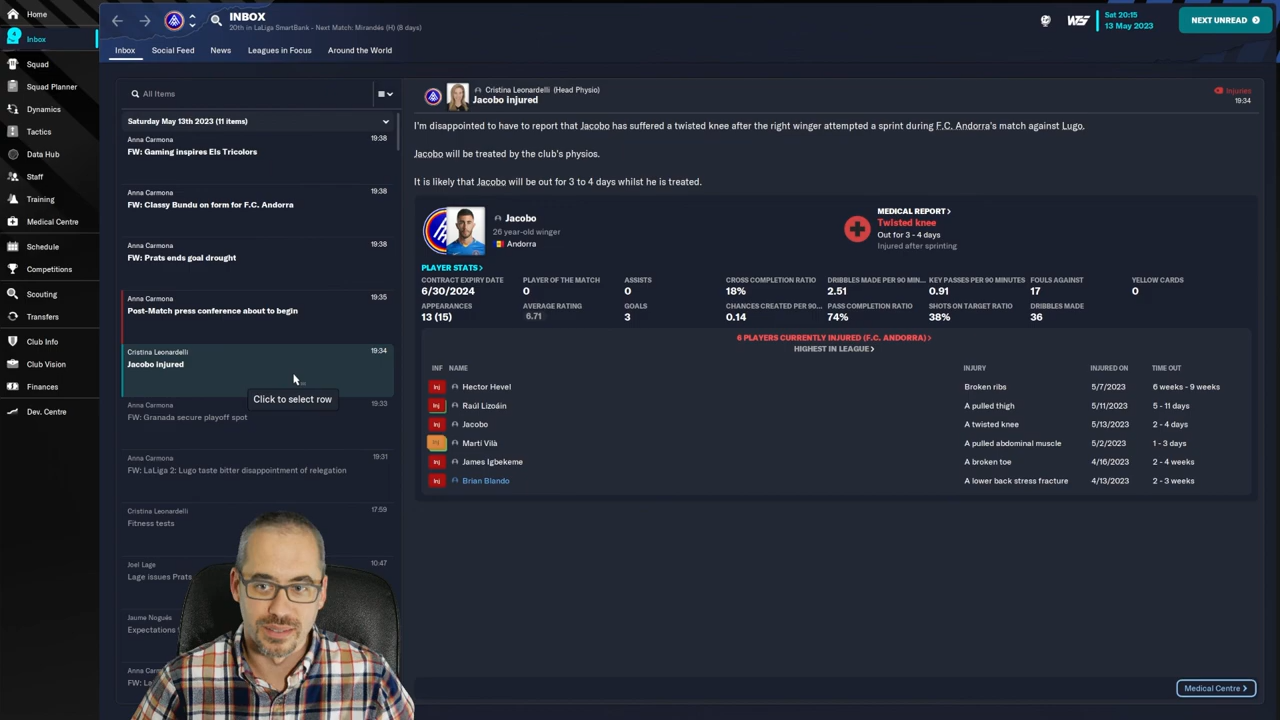 Home
Inbox
Squad
Squad Planner
Dynamics
Tactics
Data Hub
Staff
Training
Medical Centre
Schedule
Competitions
Scouting
Transfers
Club Info
Club Vision
Finances
Dev. Centre
INBOX
20th in LaLiga SmartBank - Next Match: Mirandés (H) (8 days)
Sat 20:15
13 May 2023
NEXT UNREAD
Inbox Social Feed News Leagues in Focus Around the World
All Items
Saturday May 13th 2023 (11 items)
Anna Carmona 19:38
FW: Gaming inspires Els Tricolors
Anna Carmona 19:38
FW: Classy Bundu on form for F.C. Andorra
Anna Carmona 19:38
FW: Prats ends goal drought
Anna Carmona 19:35
Post-Match press conference about to begin
Cristina Leonardelli 19:34
Jacobo injured
Click to select row
Anna Carmona 19:33
FW: Granada secure playoff spot
Anna Carmona 19:31
FW: LaLiga 2: Lugo taste bitter disappointment of relegation
Cristina Leonardelli 17:59
Fitness tests
Joel Lage 10:47
Lage issues Prats
Jaume Nogués
Expectations
Anna
FW: La
Cristina Leonardelli (Head Physio)
Jacobo injured
Injuries
19:34
I'm disappointed to have to report that Jacobo has suffered a twisted knee after the right winger attempted a sprint during F.C. Andorra's match against Lugo.
Jacobo will be treated by the club's physios.
It is likely that Jacobo will be out for 3 to 4 days whilst he is treated.
Jacobo
26 year-old winger
Andorra
MEDICAL REPORT >
Twisted knee
Out for 3 - 4 days
Injured after sprinting
PLAYER STATS >
CONTRACT EXPIRY DATE PLAYER OF THE MATCH ASSISTS CROSS COMPLETION RATIO DRIBBLES MADE PER 90 MIN... KEY PASSES PER 90 MINUTES FOULS AGAINST YELLOW CARDS
6/30/2024 0 0 18% 2.51 0.91 17 0
APPEARANCES AVERAGE RATING GOALS CHANCES CREATED PER 90... PASS COMPLETION RATIO SHOTS ON TARGET RATIO DRIBBLES MADE
13 (15) 6.71 3 0.14 74% 38% 36
6 PLAYERS CURRENTLY INJURED (F.C. ANDORRA) >
HIGHEST IN LEAGUE >
INF NAME INJURY INJURED ON TIME OUT
Inj Hector Hevel Broken ribs 5/7/2023 6 weeks - 9 weeks
Inj Raúl Lizoáin A pulled thigh 5/11/2023 5 - 11 days
Inj Jacobo A twisted knee 5/13/2023 2 - 4 days
Inj Martí Vilà A pulled abdominal muscle 5/2/2023 1 - 3 days
Inj James Igbekeme A broken toe 4/16/2023 2 - 4 weeks
Inj Brian Blando A lower back stress fracture 4/13/2023 2 - 3 weeks
Medical Centre >